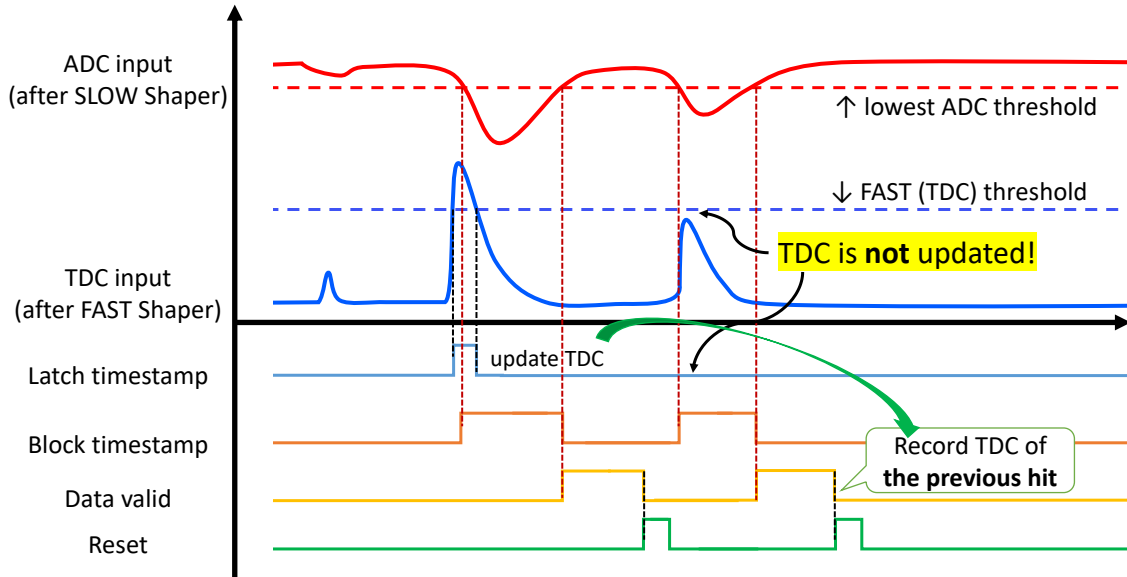 ADC input
(after SLOW Shaper)
↑ lowest ADC threshold
↓ FAST (TDC) threshold
TDC is not updated!
TDC input
(after FAST Shaper)
update TDC
Latch timestamp
Block timestamp
Record TDC of
the previous hit
Data valid
Reset